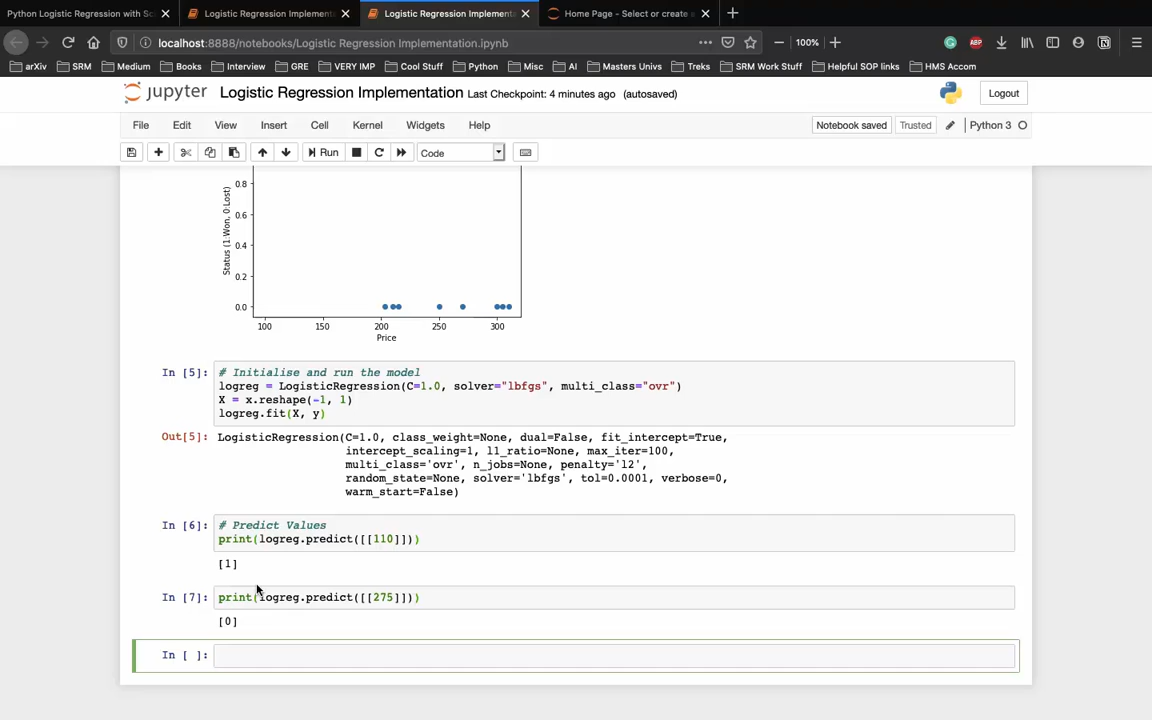 Python Logistic Regression with Sc
Logistic Regression Implementa
Logistic Regression Implementa
Home Page - Select or create a
localhost:8888/notebooks/Logistic Regression Implementation.ipynb
100%
ABP
arXiv SRM Medium Books Interview GRE VERY IMP Cool Stuff Python Misc AI Masters Univs Treks SRM Work Stuff Helpful SOP links HMS Accom
jupyter Logistic Regression Implementation Last Checkpoint: 4 minutes ago (autosaved)
Logout
File Edit View Insert Cell Kernel Widgets Help
Notebook saved Trusted Python 3
Run Code
0.8
0.6
0.4
0.2
0.0
Status (1:Won, 0:Lost)
100 150 200 250 300
Price
In [5]: # Initialise and run the model
logreg = LogisticRegression(C=1.0, solver="lbfgs", multi_class="ovr")
X = x.reshape(-1, 1)
logreg.fit(X, y)
Out[5]: LogisticRegression(C=1.0, class_weight=None, dual=False, fit_intercept=True,
intercept_scaling=1, l1_ratio=None, max_iter=100,
multi_class='ovr', n_jobs=None, penalty='l2',
random_state=None, solver='lbfgs', tol=0.0001, verbose=0,
warm_start=False)
In [6]: # Predict Values
print(logreg.predict([[110]]))
[1]
In [7]: print(logreg.predict([[275]]))
[0]
In [ ]: